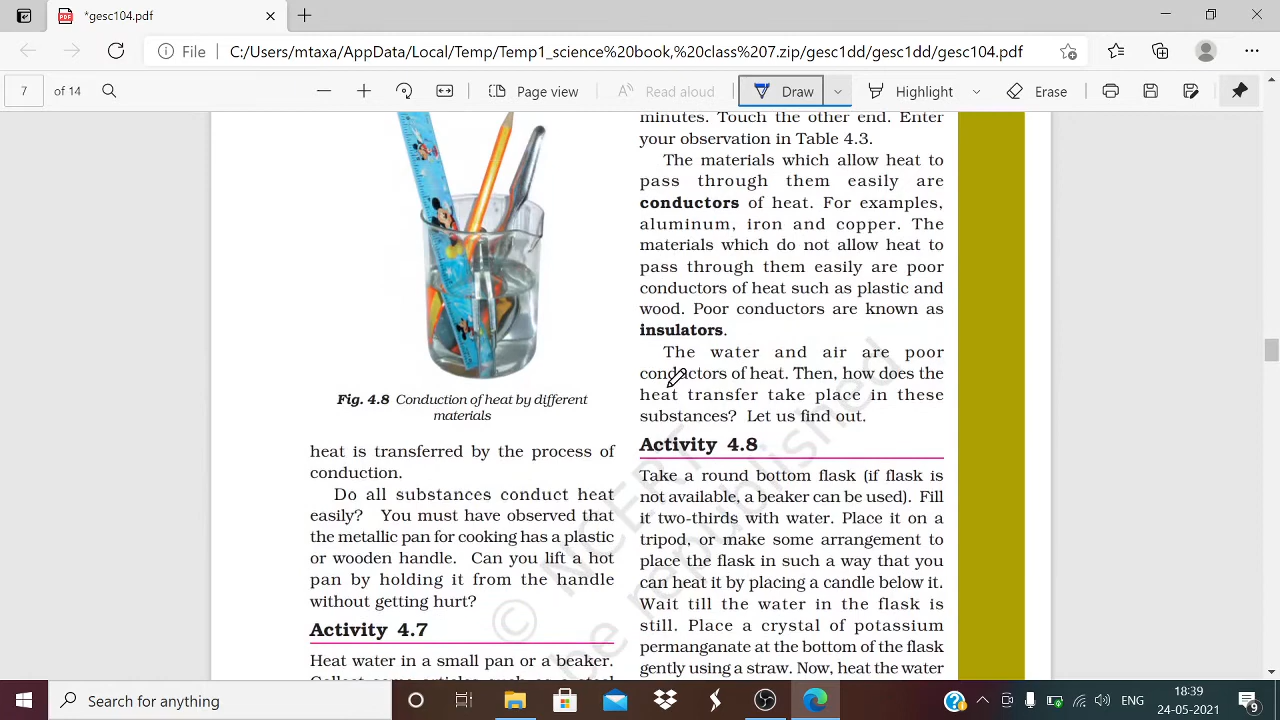 *gesc104.pdf
File
C:/Users/mtaxa/AppData/Local/Temp/Temp1_science%20book,%20class%207.zip/gesc1dd/gesc1dd/gesc104.pdf
7 of 14
Page view
Read aloud
Draw
Highlight
Erase
Fig. 4.8 Conduction of heat by different
materials
heat is transferred by the process of
conduction.
Do all substances conduct heat
easily? You must have observed that
the metallic pan for cooking has a plastic
or wooden handle. Can you lift a hot
pan by holding it from the handle
without getting hurt?
Activity 4.7
Heat water in a small pan or a beaker.
Collect some articles such as a steel
minutes. Touch the other end. Enter
your observation in Table 4.3.
The materials which allow heat to
pass through them easily are
conductors of heat. For examples,
aluminum, iron and copper. The
materials which do not allow heat to
pass through them easily are poor
conductors of heat such as plastic and
wood. Poor conductors are known as
insulators.
The water and air are poor
conductors of heat. Then, how does the
heat transfer take place in these
substances? Let us find out.
Activity 4.8
Take a round bottom flask (if flask is
not available, a beaker can be used). Fill
it two-thirds with water. Place it on a
tripod, or make some arrangement to
place the flask in such a way that you
can heat it by placing a candle below it.
Wait till the water in the flask is
still. Place a crystal of potassium
permanganate at the bottom of the flask
gently using a straw. Now, heat the water
© NCERT
be republished
Search for anything
ENG
18:39
24-05-2021
9